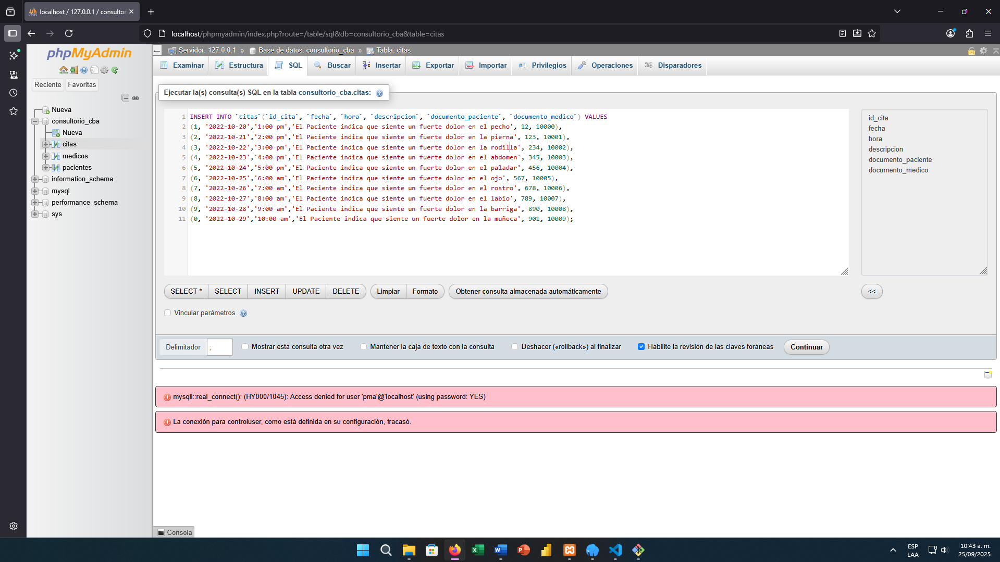 localhost / 127.0.0.1 / consultor
localhost/phpmyadmin/index.php?route=/table/sql&db=consultorio_cba&table=citas
phpMyAdmin
Reciente Favoritas
Nueva
consultorio_cba
Nueva
citas
medicos
pacientes
information_schema
mysql
performance_schema
sys
Servidor: 127.0.0.1 » Base de datos: consultorio_cba » Tabla: citas
Examinar Estructura SQL Buscar Insertar Exportar Importar Privilegios Operaciones Disparadores
Ejecutar la(s) consulta(s) SQL en la tabla consultorio_cba.citas:
1 INSERT INTO `citas`(`id_cita`, `fecha`, `hora`, `descripcion`, `documento_paciente`, `documento_medico`) VALUES
2 (1, '2022-10-20','1:00 pm','El Paciente indica que siente un fuerte dolor en el pecho', 12, 10000),
3 (2, '2022-10-21','2:00 pm','El Paciente indica que siente un fuerte dolor en la pierna', 123, 10001),
4 (3, '2022-10-22','3:00 pm','El Paciente indica que siente un fuerte dolor en la rodilla', 234, 10002),
5 (4, '2022-10-23','4:00 pm','El Paciente indica que siente un fuerte dolor en el abdomen', 345, 10003),
6 (5, '2022-10-24','5:00 pm','El Paciente indica que siente un fuerte dolor en el paladar', 456, 10004),
7 (6, '2022-10-25','6:00 am','El Paciente indica que siente un fuerte dolor en el ojo', 567, 10005),
8 (7, '2022-10-26','7:00 am','El Paciente indica que siente un fuerte dolor en el rostro', 678, 10006),
9 (8, '2022-10-27','8:00 am','El Paciente indica que siente un fuerte dolor en el labio', 789, 10007),
10 (9, '2022-10-28','9:00 am','El Paciente indica que siente un fuerte dolor en la barriga', 890, 10008),
11 (0, '2022-10-29','10:00 am','El Paciente indica que siente un fuerte dolor en la muñeca', 901, 10009);
id_cita
fecha
hora
descripcion
documento_paciente
documento_medico
SELECT * SELECT INSERT UPDATE DELETE Limpiar Formato Obtener consulta almacenada automáticamente <<
Vincular parámetros
Delimitador ; Mostrar esta consulta otra vez Mantener la caja de texto con la consulta Deshacer («rollback») al finalizar Habilite la revisión de las claves foráneas Continuar
mysqli::real_connect(): (HY000/1045): Access denied for user 'pma'@'localhost' (using password: YES)
La conexión para controluser, como está definida en su configuración, fracasó.
Consola
ESP
LAA
10:43 a. m.
25/09/2025